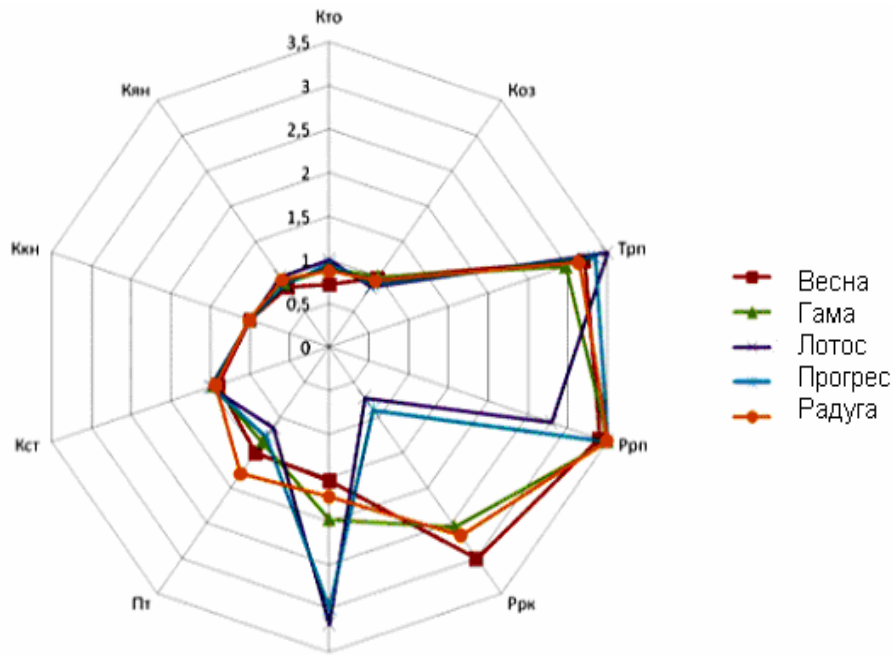 Кто
3,5
3
2,5
2
1,5
1
0,5
0
Коз
Трп
Ррп
Ррк
Пт
Кст
Ккн
Кян
Весна
Гама
Лотос
Прогрес
Радуга